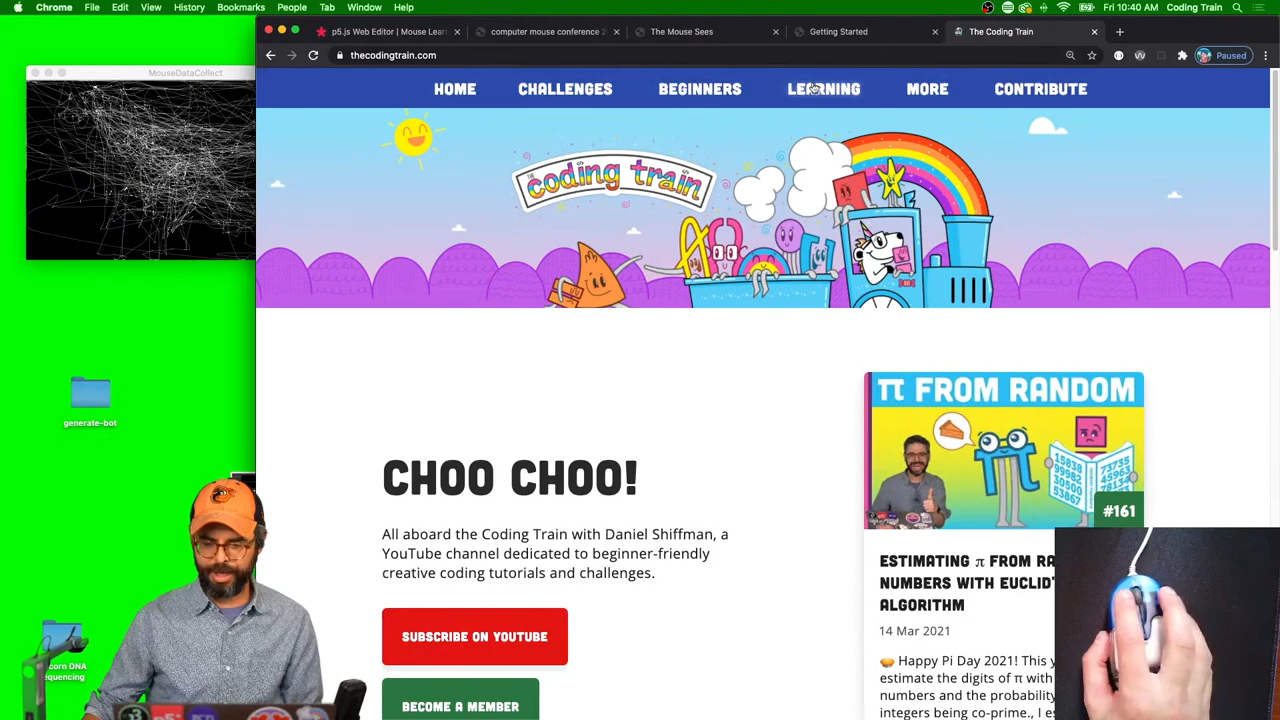 Chrome File Edit View History Bookmarks People Tab Window Help
Fri 10:40 AM Coding Train
p5.js Web Editor | Mouse Lear
computer mouse conference 2
The Mouse Sees
Getting Started
The Coding Train
thecodingtrain.com
Paused
MouseDataCollect
HOME CHALLENGES BEGINNERS LEARNING MORE CONTRIBUTE
THE
coding train
π FROM RANDOM
#161
generate-bot
CHOO CHOO!
All aboard the Coding Train with Daniel Shiffman, a
YouTube channel dedicated to beginner-friendly
creative coding tutorials and challenges.
SUBSCRIBE ON YOUTUBE
BECOME A MEMBER
ESTIMATING π FROM RA
NUMBERS WITH EUCLID
ALGORITHM
14 Mar 2021
Happy Pi Day 2021! This y
estimate the digits of π with
numbers and the probability
integers being co-prime., I es
corn DNA
equencing